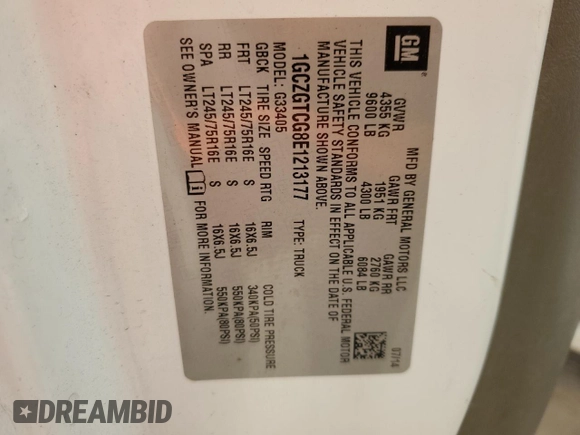 GM®
MFD BY GENERAL MOTORS LLC
07/14
GVWR GAWR FRT GAWR RR
4355 KG 1951 KG 2760 KG
9600 LB 4300 LB 6084 LB
THIS VEHICLE CONFORMS TO ALL APPLICABLE U.S. FEDERAL MOTOR
VEHICLE SAFETY STANDARDS IN EFFECT ON THE DATE OF
MANUFACTURE SHOWN ABOVE.
1GCZGTCG8E1213177 TYPE: TRUCK
MODEL: G33405
GBCK TIRE SIZE SPEED RTG RIM COLD TIRE PRESSURE
FRT LT245/75R16E S 16X6.5J 340KPA(50PSI)
RR LT245/75R16E S 16X6.5J 550KPA(80PSI)
SPA LT245/75R16E S 16X6.5J 550KPA(80PSI)
SEE OWNER'S MANUAL i FOR MORE INFORMATION.
DREAMBID